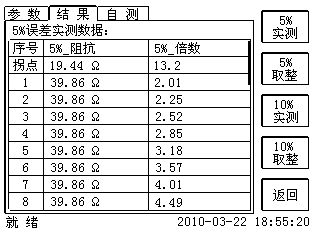 参数 结果 自测
5%误差实测数据：
序号 5%_阻抗 5%_倍数
拐点 19.44 Ω 13.2
1 39.86 Ω 2.01
2 39.86 Ω 2.25
3 39.86 Ω 2.52
4 39.86 Ω 2.85
5 39.86 Ω 3.18
6 39.86 Ω 3.57
7 39.86 Ω 4.01
8 39.86 Ω 4.49
5%
实测
5%
取整
10%
实测
10%
取整
返回
就绪 2010-03-22 18:55:20